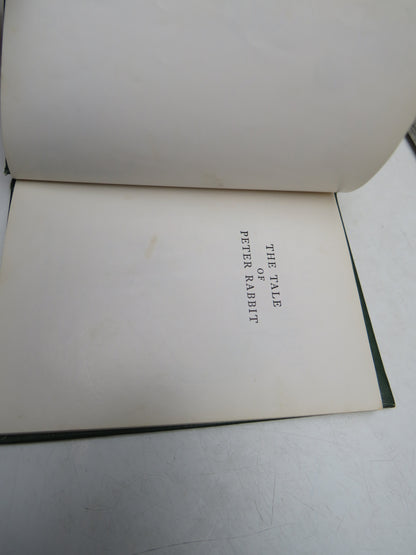 THE TALE
OF
PETER RABBIT